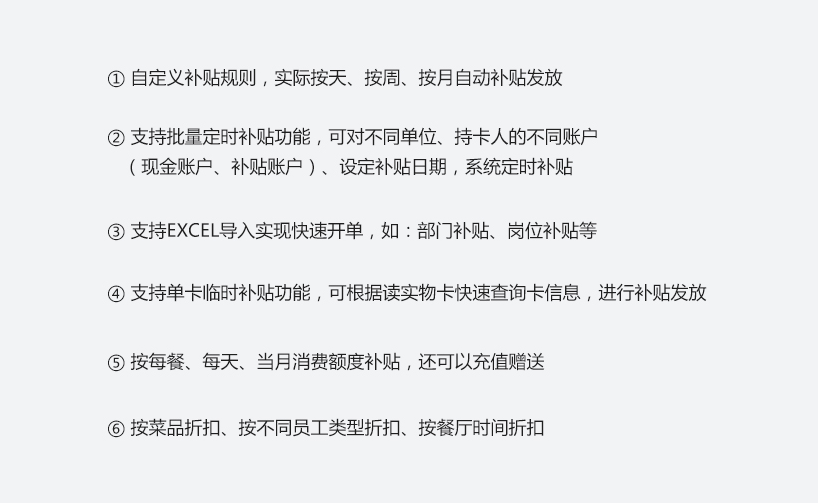 ① 自定义补贴规则，实际按天、按周、按月自动补贴发放
② 支持批量定时补贴功能，可对不同单位、持卡人的不同账户
（现金账户、补贴账户）、设定补贴日期，系统定时补贴
③ 支持EXCEL导入实现快速开单，如：部门补贴、岗位补贴等
④ 支持单卡临时补贴功能，可根据读实物卡快速查询卡信息，进行补贴发放
⑤ 按每餐、每天、当月消费额度补贴，还可以充值赠送
⑥ 按菜品折扣、按不同员工类型折扣、按餐厅时间折扣